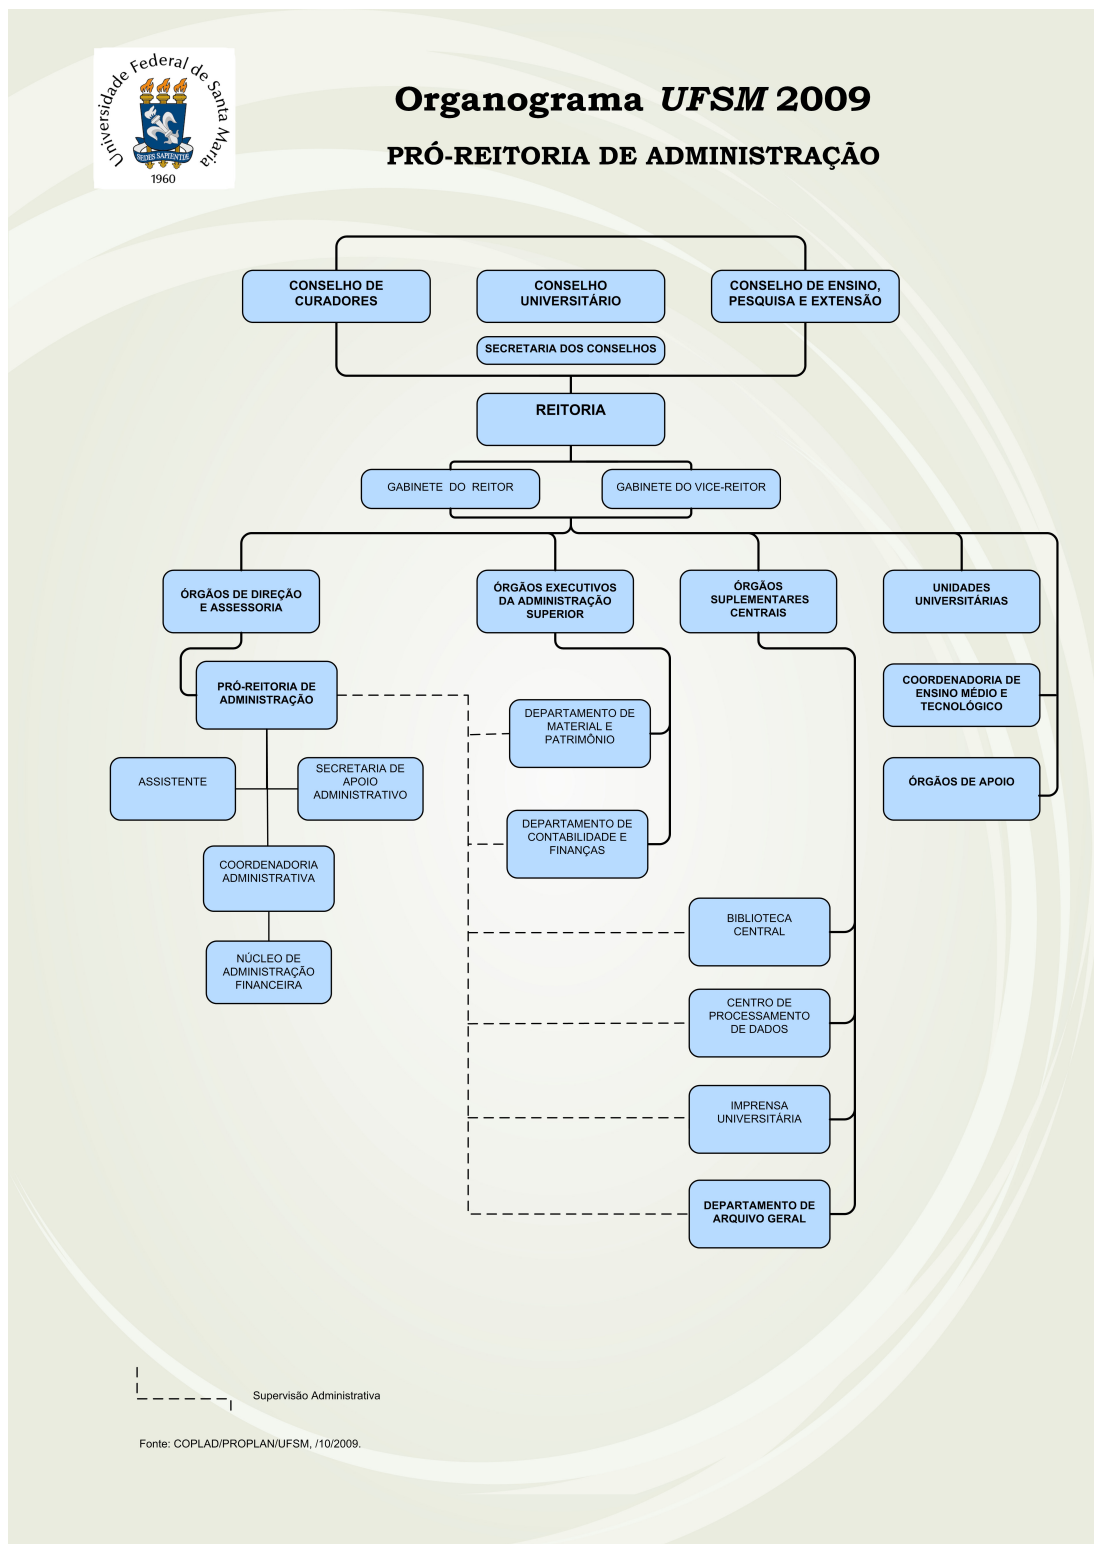 Universidade Federal de Santa Maria
SEDES SAPIENTIE
1960
Organograma UFSM 2009
PRÓ-REITORIA DE ADMINISTRAÇÃO
CONSELHO DE
CURADORES
CONSELHO
UNIVERSITÁRIO
CONSELHO DE ENSINO,
PESQUISA E EXTENSÃO
SECRETARIA DOS CONSELHOS
REITORIA
GABINETE DO REITOR
GABINETE DO VICE-REITOR
ÓRGÃOS DE DIREÇÃO
E ASSESSORIA
ÓRGÃOS EXECUTIVOS
DA ADMINISTRAÇÃO
SUPERIOR
ÓRGÃOS
SUPLEMENTARES
CENTRAIS
UNIDADES
UNIVERSITÁRIAS
PRÓ-REITORIA DE
ADMINISTRAÇÃO
COORDENADORIA DE
ENSINO MÉDIO E
TECNOLÓGICO
DEPARTAMENTO DE
MATERIAL E
PATRIMÔNIO
ASSISTENTE
SECRETARIA DE
APOIO
ADMINISTRATIVO
ÓRGÃOS DE APOIO
DEPARTAMENTO DE
CONTABILIDADE E
FINANÇAS
COORDENADORIA
ADMINISTRATIVA
BIBLIOTECA
CENTRAL
NÚCLEO DE
ADMINISTRAÇÃO
FINANCEIRA
CENTRO DE
PROCESSAMENTO
DE DADOS
IMPRENSA
UNIVERSITÁRIA
DEPARTAMENTO DE
ARQUIVO GERAL
Supervisão Administrativa
Fonte: COPLAD/PROPLAN/UFSM, /10/2009.